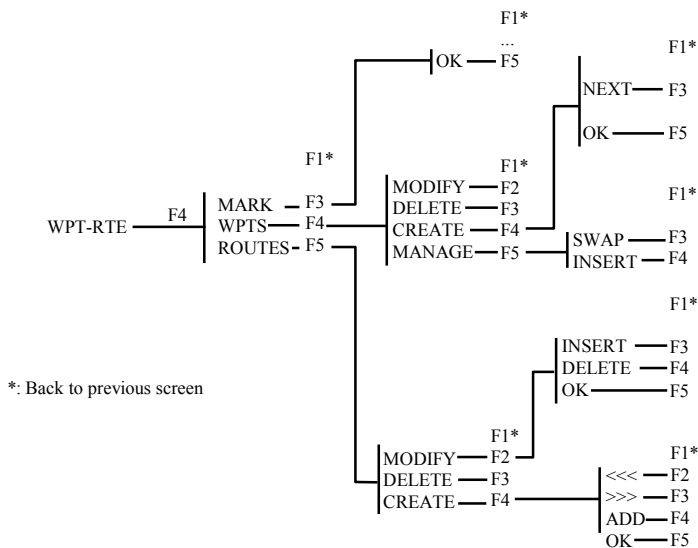 F1*
...
OK F5
F1*
NEXT F3
OK F5
WPT-RTE F4
F1*
MARK F3
WPTS F4
ROUTES F5
F1*
MODIFY F2
DELETE F3
CREATE F4
MANAGE F5
F1*
SWAP F3
INSERT F4
F1*
INSERT F3
DELETE F4
OK F5
*: Back to previous screen
F1*
MODIFY F2
DELETE F3
CREATE F4
F1*
<<< F2
>>> F3
ADD F4
OK F5